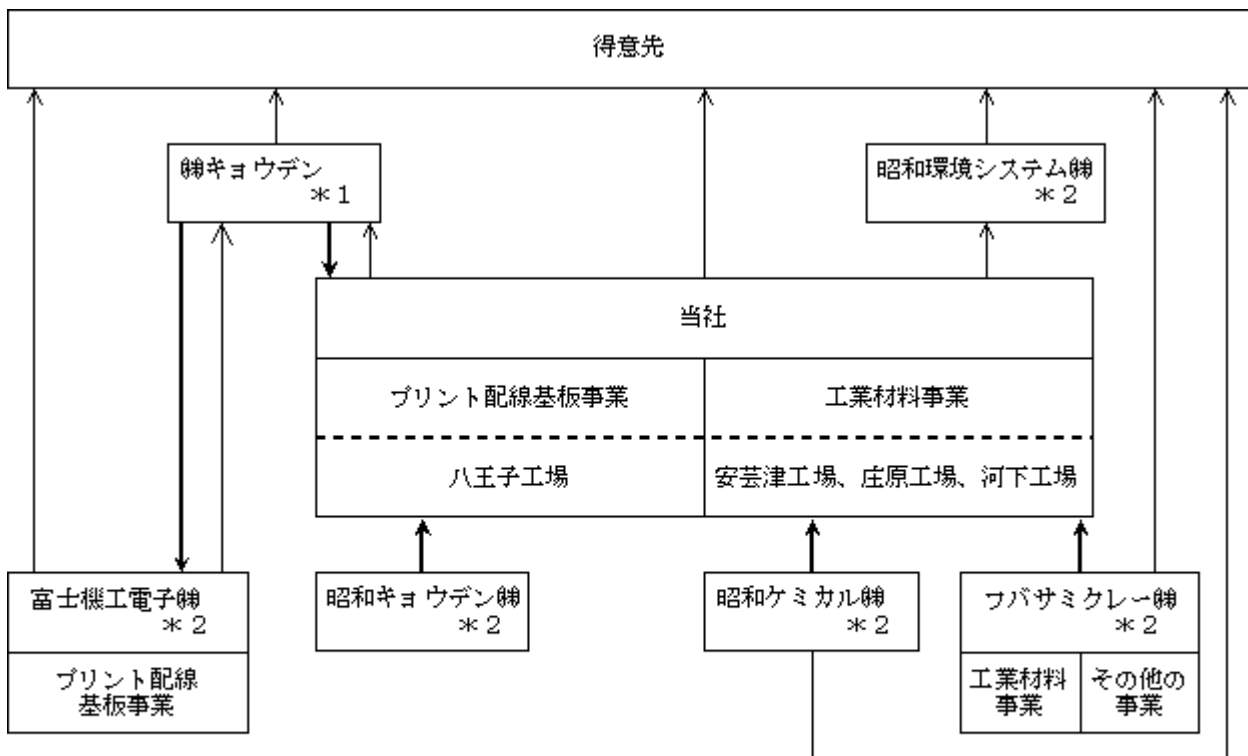 得意先
㈱キョウデン
＊1
昭和環境システム㈱
＊2
当社
プリント配線基板事業
工業材料事業
八王子工場
安芸津工場、庄原工場、河下工場
富士機工電子㈱
＊2
昭和キョウデン㈱
＊2
昭和ケミカル㈱
＊2
フバサミクレー㈱
＊2
プリント配線
基板事業
工業材料
事業
その他の
事業